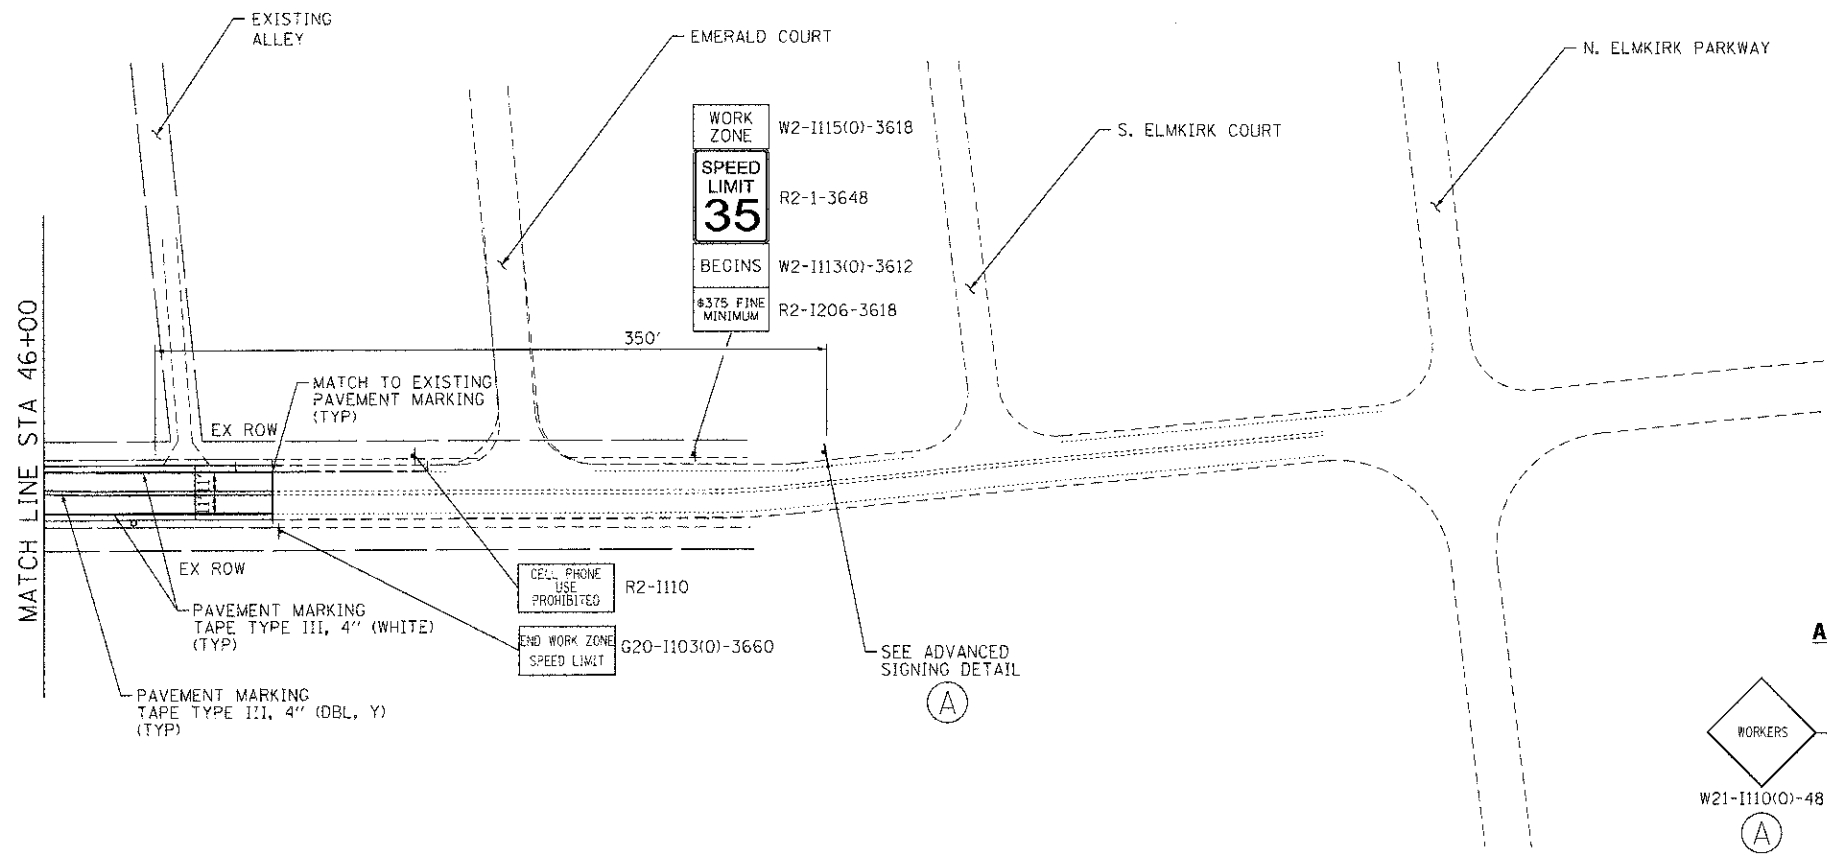 EXISTING
ALLEY
EMERALD COURT
N. ELMKIRK PARKWAY
WORK
ZONE
W2-I115(O)-3618
S. ELMKIRK COURT
SPEED
LIMIT
35
R2-1-3648
BEGINS
W2-I113(O)-3612
$375 FINE
MINIMUM
R2-I206-3618
350'
MATCH LINE STA 46+00
MATCH TO EXISTING
PAVEMENT MARKING
(TYP)
EX ROW
EX ROW
CELL PHONE
USE
PROHIBITED
R2-I110
PAVEMENT MARKING
TAPE TYPE III, 4" (WHITE)
(TYP)
END WORK ZONE
SPEED LIMIT
G20-I103(O)-3660
SEE ADVANCED
SIGNING DETAIL
A
PAVEMENT MARKING
TAPE TYPE III, 4" (DBL, Y)
(TYP)
A
WORKERS
W21-I110(O)-48
A